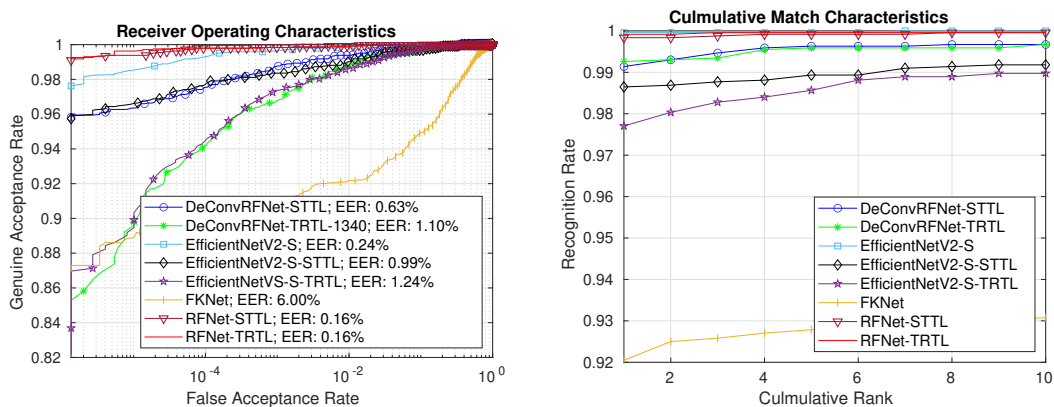 Receiver Operating Characteristics
1
0.98
0.96
0.94
0.92
0.9
0.88
0.86
0.84
0.82
Genuine Acceptance Rate
DeConvRFNet-STTL; EER: 0.63%
DeConvRFNet-TRTL-1340; EER: 1.10%
EfficientNetV2-S; EER: 0.24%
EfficientNetV2-S-STTL; EER: 0.99%
EfficientNetVS-S-TRTL; EER: 1.24%
FKNet; EER: 6.00%
RFNet-STTL; EER: 0.16%
RFNet-TRTL; EER: 0.16%
10^-4 10^-2 10^0
False Acceptance Rate
Culmulative Match Characteristics
1
0.99
0.98
0.97
0.96
0.95
0.94
0.93
0.92
Recognition Rate
DeConvRFNet-STTL
DeConvRFNet-TRTL
EfficientNetV2-S
EfficientNetV2-S-STTL
EfficientNetV2-S-TRTL
FKNet
RFNet-STTL
RFNet-TRTL
2 4 6 8 10
Culmulative Rank